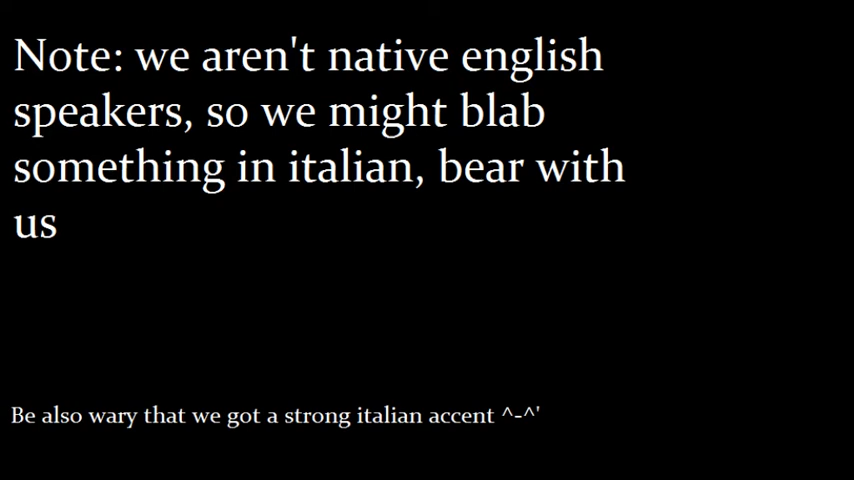 Note: we aren't native english
speakers, so we might blab
something in italian, bear with
us
Be also wary that we got a strong italian accent ^-^'